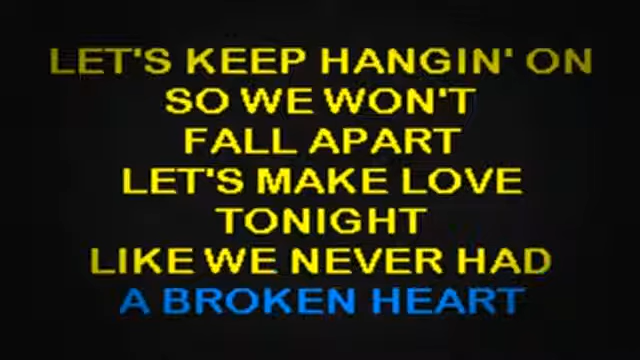 LET'S KEEP HANGIN' ON
SO WE WON'T
FALL APART
LET'S MAKE LOVE
TONIGHT
LIKE WE NEVER HAD
A BROKEN HEART